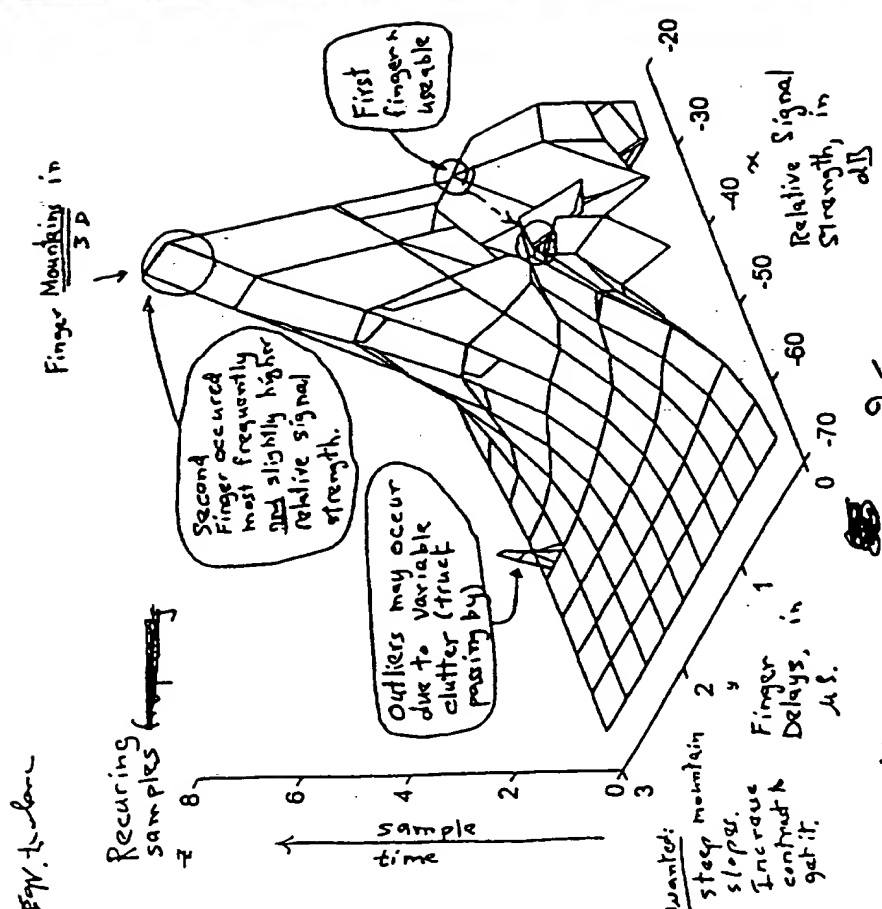 Finger Mountains in
3D
First
finger
useable
Second
Finger occured
most frequently
and slightly higher
relative signal
strength.
Outliers may occur
due to variable
clutter (truck
passing by)
Recuring
samples
z
8
6
4
2
0
sample
time
3
2
1
0
y
Finger
Delays, in
μs.
-70
-60
-50
-40
-30
-20
x
Relative Signal
Strength, in
dB
Wanted:
steep mountain
slopes.
Increase
contrast to
get it.